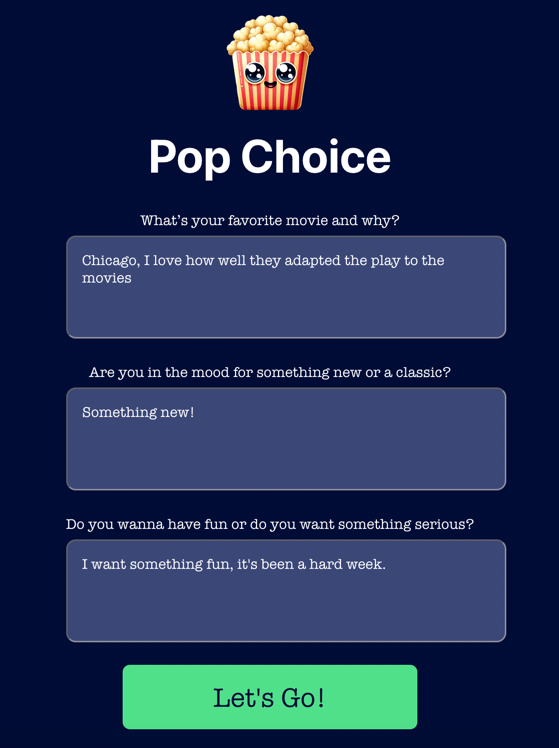 Pop Choice
What's your favorite movie and why?
Chicago, I love how well they adapted the play to the
movies
Are you in the mood for something new or a classic?
Something new!
Do you wanna have fun or do you want something serious?
I want something fun, it's been a hard week.
Let's Go!